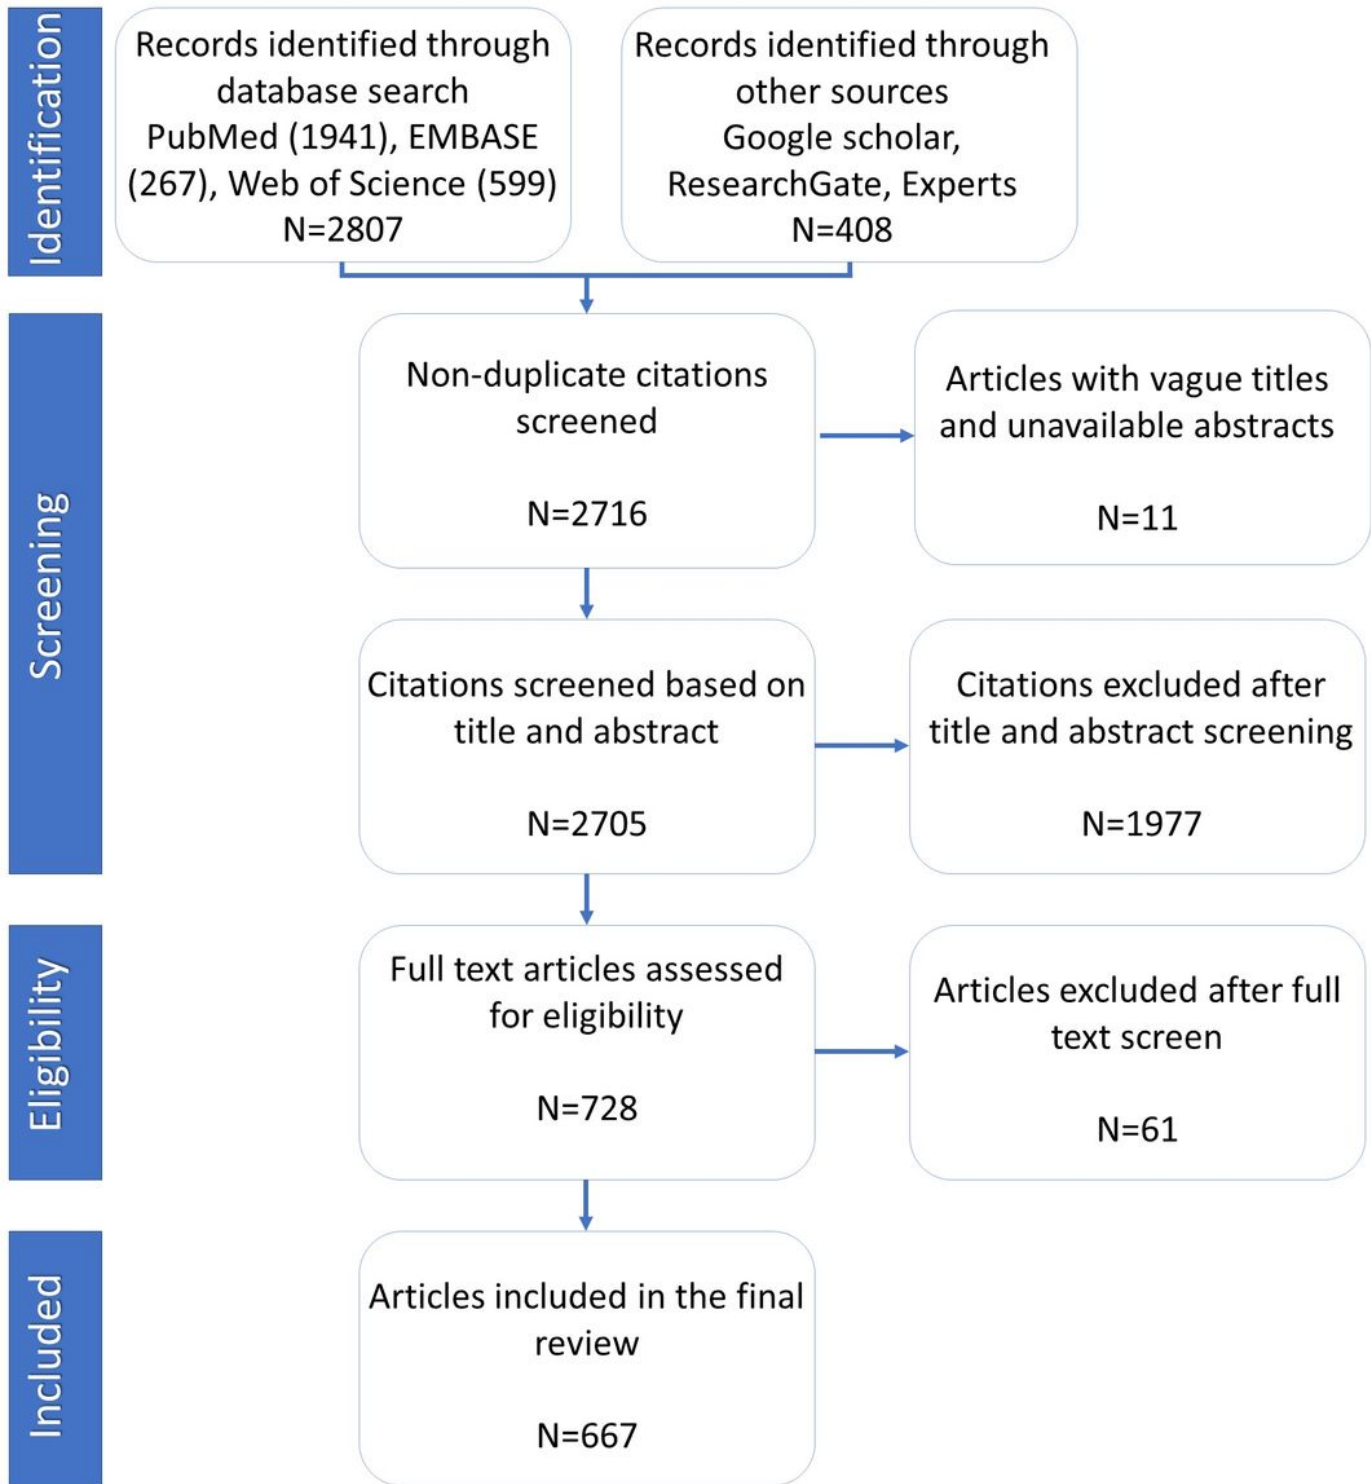 Identification
Records identified through
database search
PubMed (1941), EMBASE
(267), Web of Science (599)
N=2807
Records identified through
other sources
Google scholar,
ResearchGate, Experts
N=408
Screening
Non-duplicate citations
screened
N=2716
Articles with vague titles
and unavailable abstracts
N=11
Citations screened based on
title and abstract
N=2705
Citations excluded after
title and abstract screening
N=1977
Eligibility
Full text articles assessed
for eligibility
N=728
Articles excluded after full
text screen
N=61
Included
Articles included in the final
review
N=667